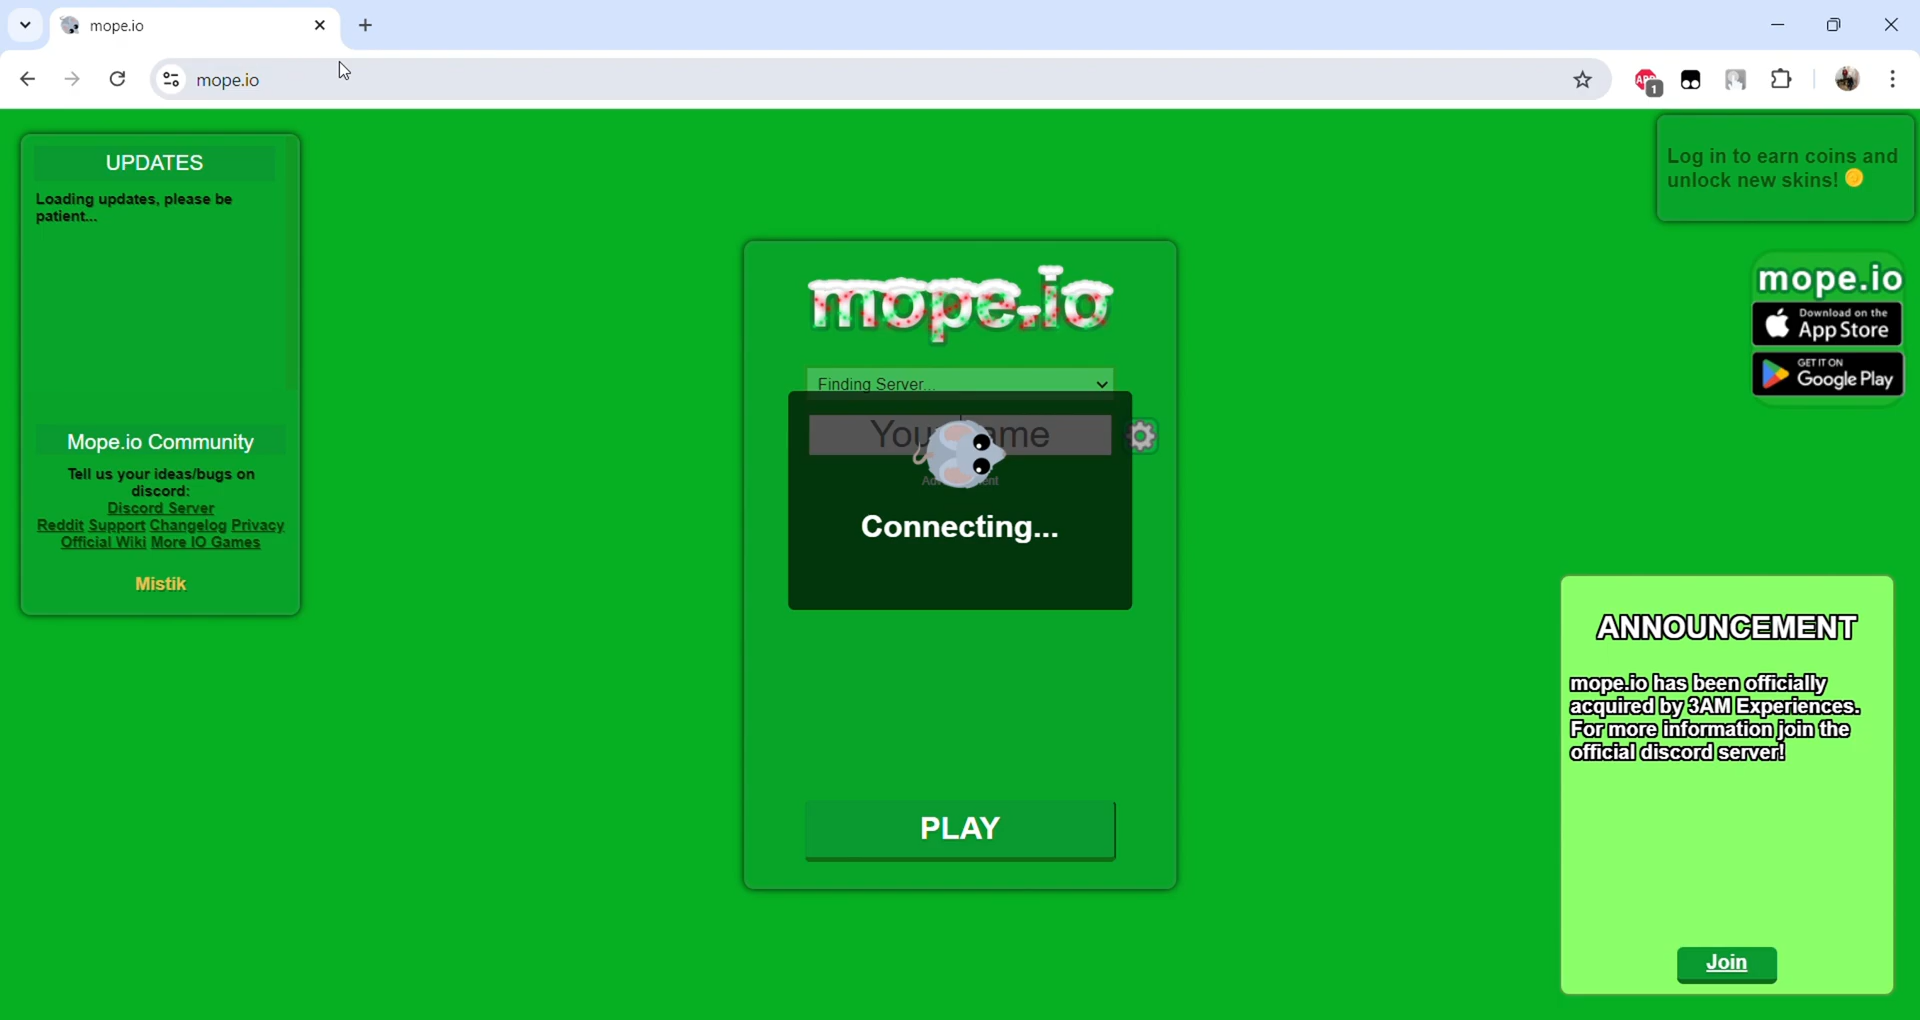 mope.io
mope.io
1
UPDATES
Loading updates, please be
patient...
Mope.io Community
Tell us your ideas/bugs on
discord:
Discord Server
Reddit Support Changelog Privacy
Official Wiki More IO Games
Mistik
mope.io
Finding Server...
Connecting...
PLAY
Log in to earn coins and
unlock new skins!
mope.io
Download on the
App Store
GET IT ON
Google Play
ANNOUNCEMENT
mope.io has been officially
acquired by 3AM Experiences.
For more information join the
official discord server!
Join